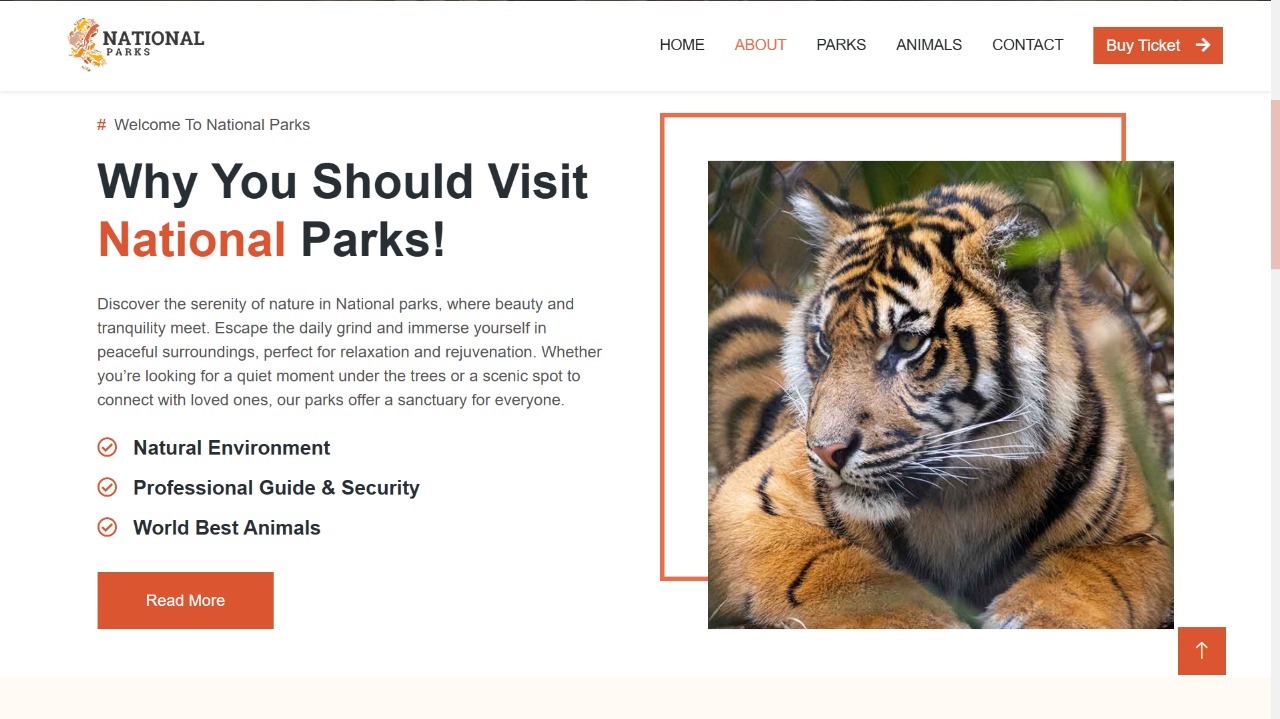 NATIONAL
PARKS
HOME
ABOUT
PARKS
ANIMALS
CONTACT
Buy Ticket
# Welcome To National Parks
Why You Should Visit
National Parks!
Discover the serenity of nature in National parks, where beauty and
tranquility meet. Escape the daily grind and immerse yourself in
peaceful surroundings, perfect for relaxation and rejuvenation. Whether
you’re looking for a quiet moment under the trees or a scenic spot to
connect with loved ones, our parks offer a sanctuary for everyone.
Natural Environment
Professional Guide & Security
World Best Animals
Read More